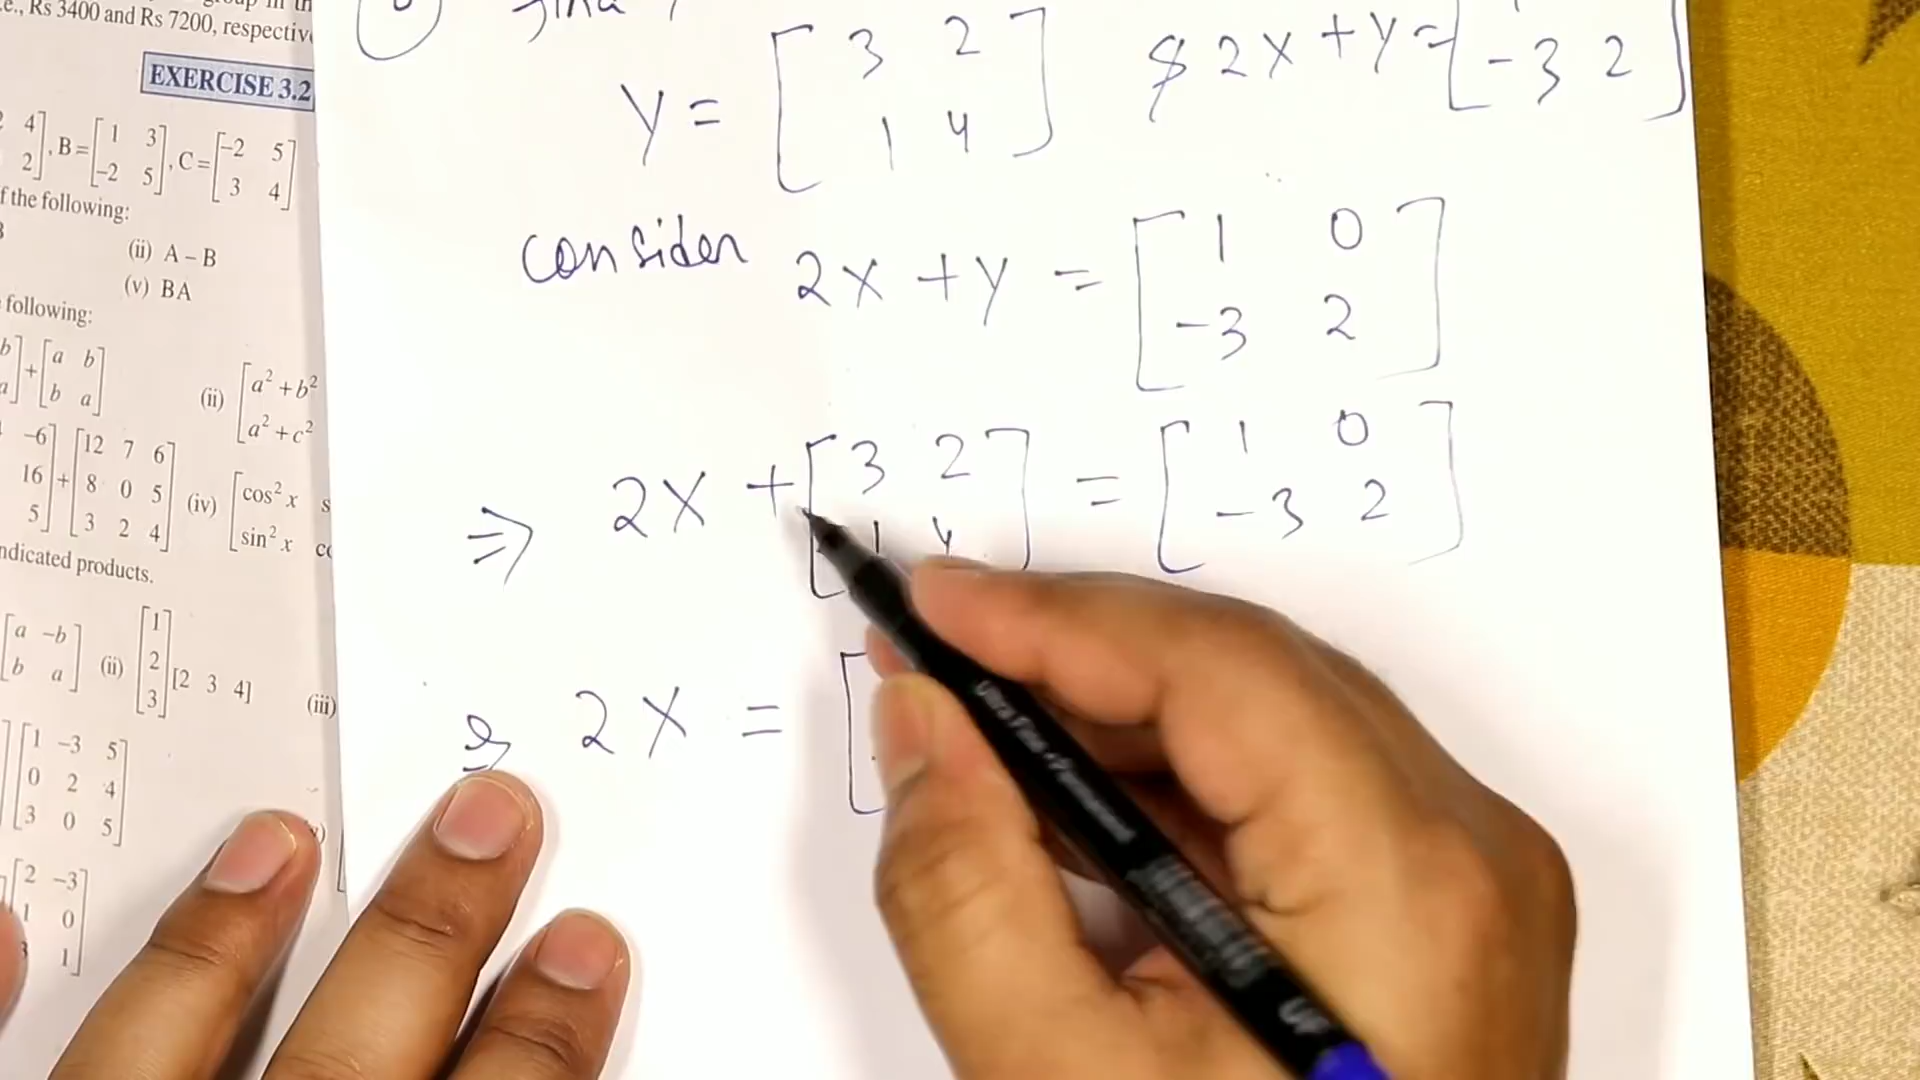 Rs 3400 and Rs 7200, respectiv
EXERCISE 3.2
4
2], B = [1 3
-2 5], C = [-2 5
3 4]
f the following:
(ii) A – B
(v) BA
following:
b
a] + [a b
b a]
(ii) [a² + b²
a² + c²
-6
16
5] + [12 7 6
8 0 5
3 2 4]
(iv) [cos² x
sin² x
ndicated products.
[a -b
b a]
(ii) [1
2
3] [2 3 4]
(iii)
[1 -3 5
0 2 4
3 0 5]
[2 -3
1 0
1]
y = [3 2
1 4]
2x + y = [
-3 2]
consider 2x + y = [1 0
-3 2]
⇒ 2x + [3 2
1 4] = [1 0
-3 2]
2x = [
Ultra Fine • Permanent
UF